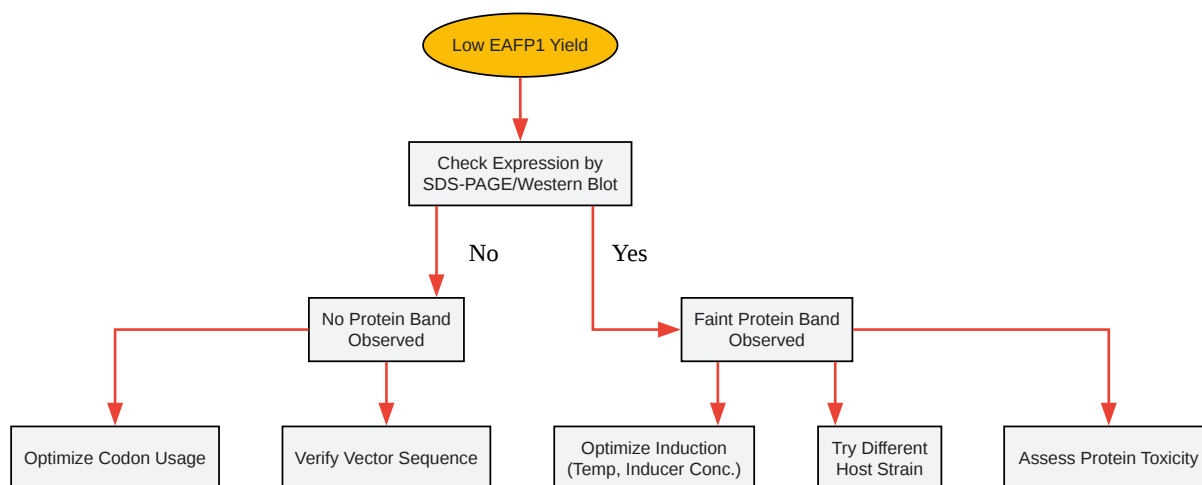 Low EAFP1 Yield
Check Expression by
SDS-PAGE/Western Blot
No
Yes
No Protein Band
Observed
Faint Protein Band
Observed
Optimize Codon Usage
Verify Vector Sequence
Optimize Induction
(Temp, Inducer Conc.)
Try Different
Host Strain
Assess Protein Toxicity